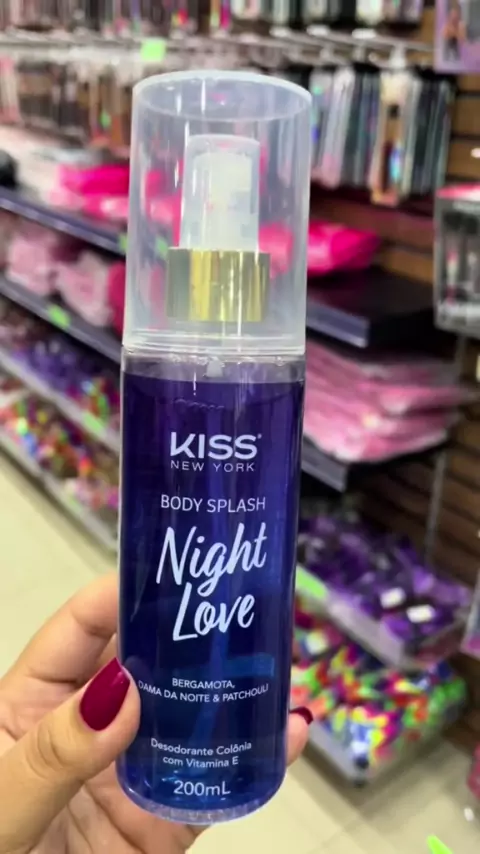 KISS®
NEW YORK
BODY SPLASH
Night
Love
BERGAMOTA,
DAMA DA NOITE & PATCHOULI
Desodorante Colônia
com Vitamina E
200mL